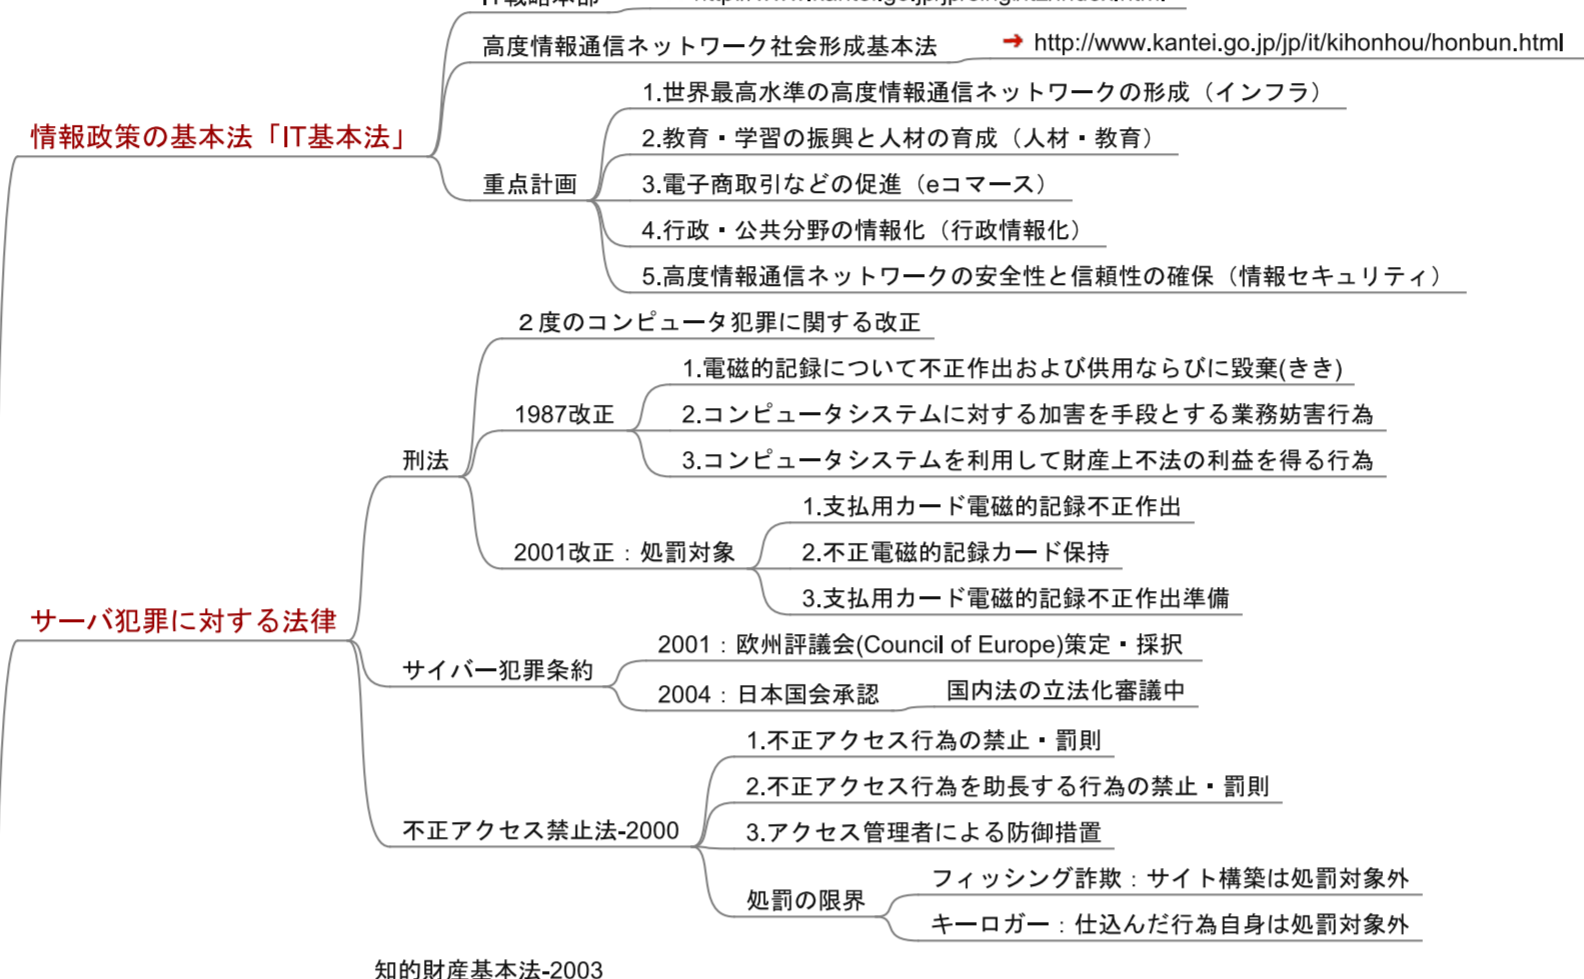 IT戦略本部
高度情報通信ネットワーク社会形成基本法
http://www.kantei.go.jp/jp/it/kihonhou/honbun.html
情報政策の基本法「IT基本法」
重点計画
1.世界最高水準の高度情報通信ネットワークの形成（インフラ）
2.教育・学習の振興と人材の育成（人材・教育）
3.電子商取引などの促進（eコマース）
4.行政・公共分野の情報化（行政情報化）
5.高度情報通信ネットワークの安全性と信頼性の確保（情報セキュリティ）
サーバ犯罪に対する法律
刑法
２度のコンピュータ犯罪に関する改正
1987改正
1.電磁的記録について不正作出および供用ならびに毀棄(きき)
2.コンピュータシステムに対する加害を手段とする業務妨害行為
3.コンピュータシステムを利用して財産上不法の利益を得る行為
2001改正：処罰対象
1.支払用カード電磁的記録不正作出
2.不正電磁的記録カード保持
3.支払用カード電磁的記録不正作出準備
サイバー犯罪条約
2001：欧州評議会(Council of Europe)策定・採択
2004：日本国会承認
国内法の立法化審議中
不正アクセス禁止法-2000
1.不正アクセス行為の禁止・罰則
2.不正アクセス行為を助長する行為の禁止・罰則
3.アクセス管理者による防御措置
処罰の限界
フィッシング詐欺：サイト構築は処罰対象外
キーロガー：仕込んだ行為自身は処罰対象外
知的財産基本法-2003